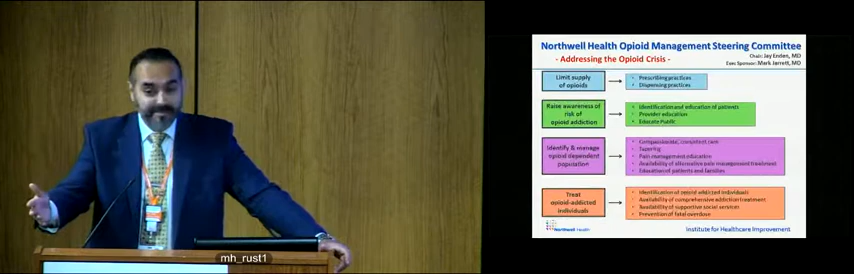 Northwell Health Opioid Management Steering Committee
- Addressing the Opioid Crisis -
Chair: Jay Enden, MD
Exec Sponsor: Mark Jarrett, MD
Limit supply
of opioids
• Prescribing practices
• Dispensing practices
Raise awareness of
risk of
opioid addiction
• Identification and education of patients
• Provider education
• Educate Public
Identify & manage
opioid dependent
population
• Compassionate, competent care
• Tapering
• Pain management education
• Availability of alternative pain management treatment
• Education of patients and families
Treat
opioid-addicted
individuals
• Identification of opioid addicted individuals
• Availability of comprehensive addiction treatment
• Availability of supportive social services
• Prevention of fatal overdose
Northwell Health
Institute for Healthcare Improvement
mh_rust1